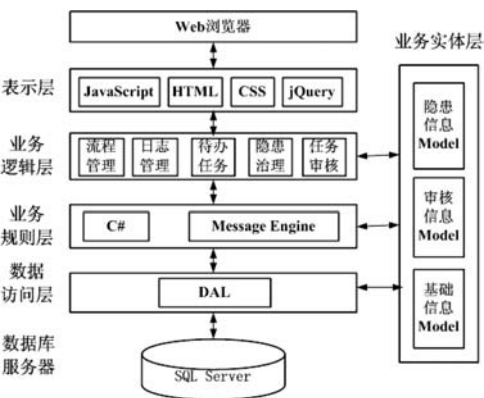 Web浏览器
业务实体层
表示层
JavaScript HTML CSS jQuery
隐患
信息
Model
业务
逻辑层
流程
管理
日志
管理
待办
任务
隐患
治理
任务
审核
审核
信息
Model
业务
规则层
C# Message Engine
数据
访问层
DAL
基础
信息
Model
数据库
服务器
SQL Server